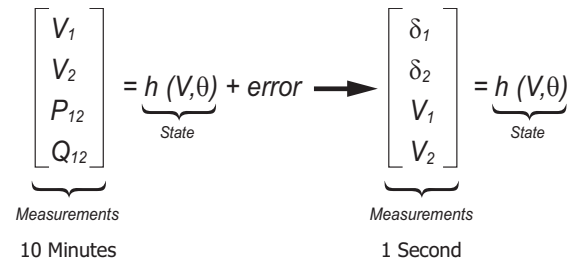 V1
V2
P12
Q12
= h (V,θ) + error
State
Measurements
10 Minutes
δ1
δ2
V1
V2
= h (V,θ)
State
Measurements
1 Second